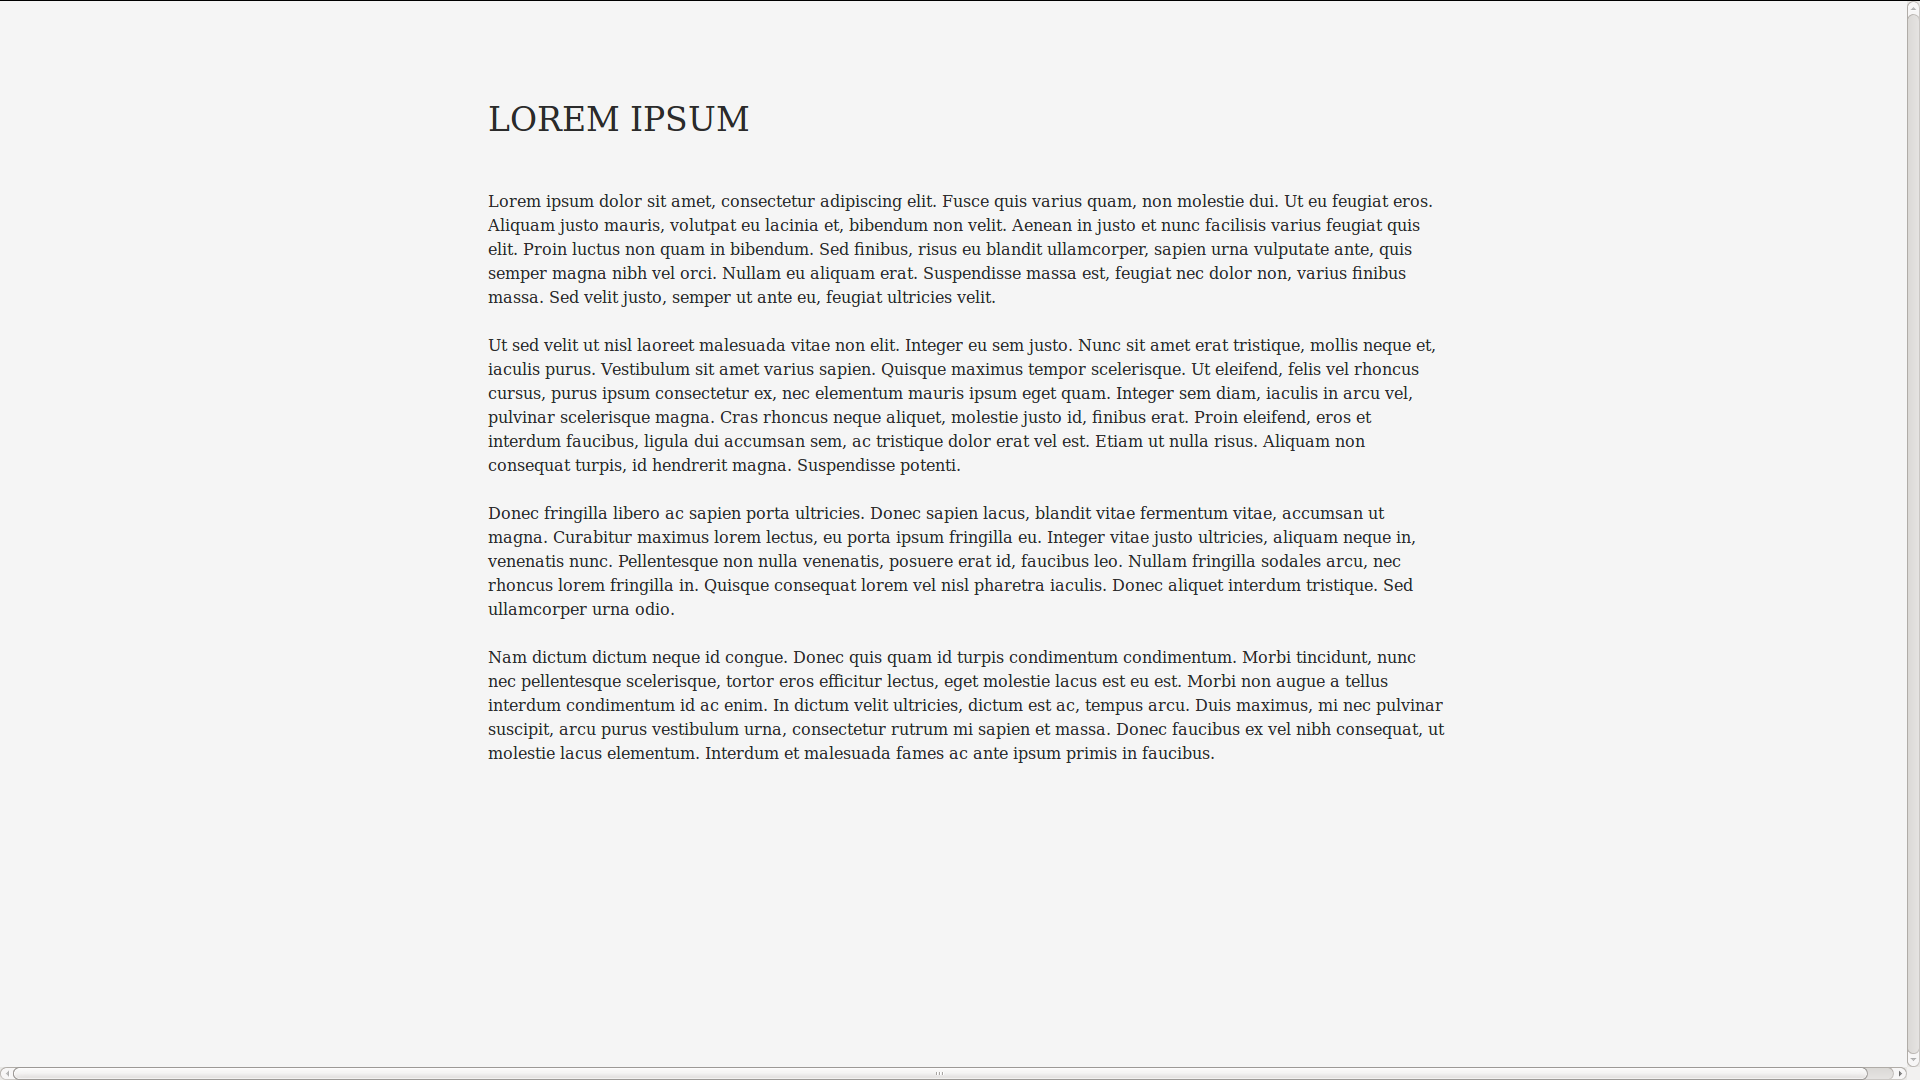 LOREM IPSUM
Lorem ipsum dolor sit amet, consectetur adipiscing elit. Fusce quis varius quam, non molestie dui. Ut eu feugiat eros.
Aliquam justo mauris, volutpat eu lacinia et, bibendum non velit. Aenean in justo et nunc facilisis varius feugiat quis
elit. Proin luctus non quam in bibendum. Sed finibus, risus eu blandit ullamcorper, sapien urna vulputate ante, quis
semper magna nibh vel orci. Nullam eu aliquam erat. Suspendisse massa est, feugiat nec dolor non, varius finibus
massa. Sed velit justo, semper ut ante eu, feugiat ultricies velit.
Ut sed velit ut nisl laoreet malesuada vitae non elit. Integer eu sem justo. Nunc sit amet erat tristique, mollis neque et,
iaculis purus. Vestibulum sit amet varius sapien. Quisque maximus tempor scelerisque. Ut eleifend, felis vel rhoncus
cursus, purus ipsum consectetur ex, nec elementum mauris ipsum eget quam. Integer sem diam, iaculis in arcu vel,
pulvinar scelerisque magna. Cras rhoncus neque aliquet, molestie justo id, finibus erat. Proin eleifend, eros et
interdum faucibus, ligula dui accumsan sem, ac tristique dolor erat vel est. Etiam ut nulla risus. Aliquam non
consequat turpis, id hendrerit magna. Suspendisse potenti.
Donec fringilla libero ac sapien porta ultricies. Donec sapien lacus, blandit vitae fermentum vitae, accumsan ut
magna. Curabitur maximus lorem lectus, eu porta ipsum fringilla eu. Integer vitae justo ultricies, aliquam neque in,
venenatis nunc. Pellentesque non nulla venenatis, posuere erat id, faucibus leo. Nullam fringilla sodales arcu, nec
rhoncus lorem fringilla in. Quisque consequat lorem vel nisl pharetra iaculis. Donec aliquet interdum tristique. Sed
ullamcorper urna odio.
Nam dictum dictum neque id congue. Donec quis quam id turpis condimentum condimentum. Morbi tincidunt, nunc
nec pellentesque scelerisque, tortor eros efficitur lectus, eget molestie lacus est eu est. Morbi non augue a tellus
interdum condimentum id ac enim. In dictum velit ultricies, dictum est ac, tempus arcu. Duis maximus, mi nec pulvinar
suscipit, arcu purus vestibulum urna, consectetur rutrum mi sapien et massa. Donec faucibus ex vel nibh consequat, ut
molestie lacus elementum. Interdum et malesuada fames ac ante ipsum primis in faucibus.